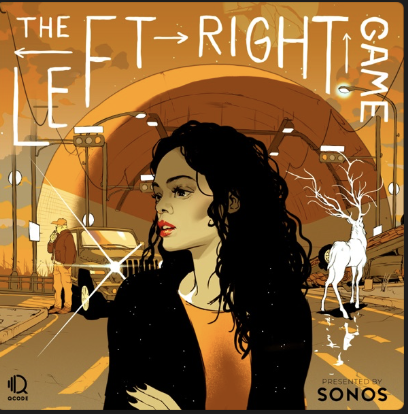 THE
LEFT → RIGHT
GAME
QCODE
PRESENTED BY
SONOS